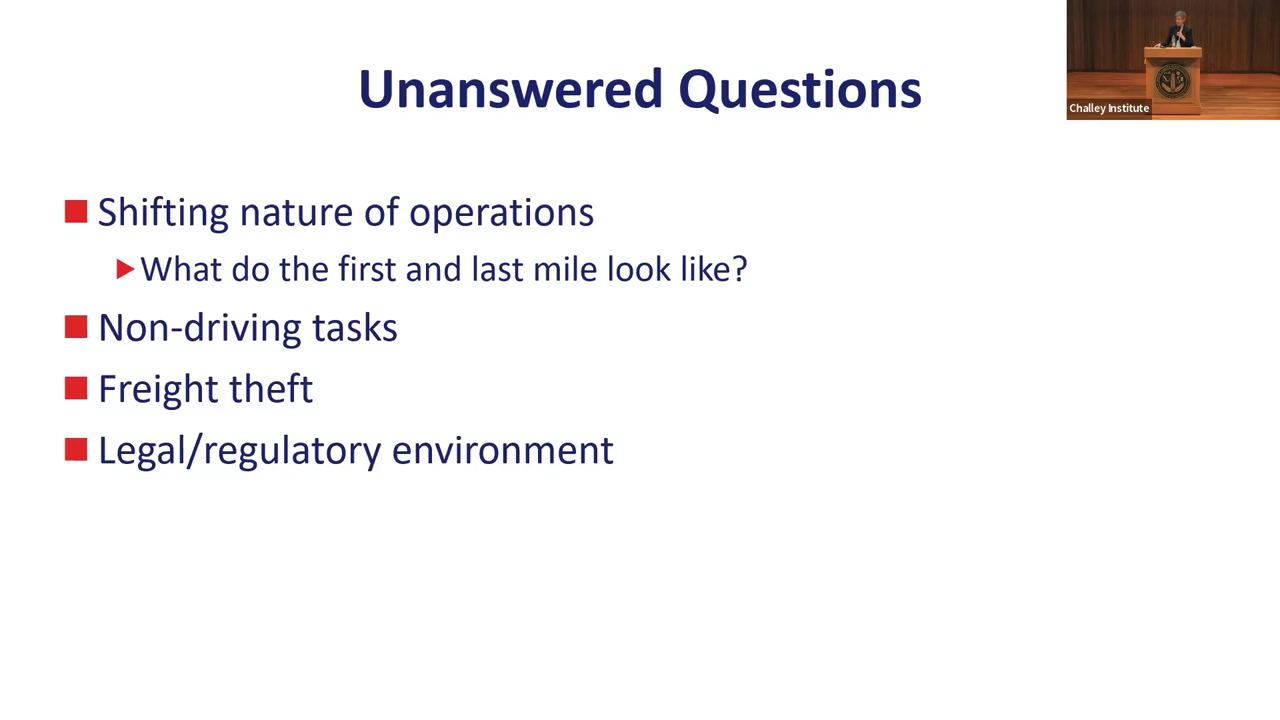 Unanswered Questions
Challey Institute
Shifting nature of operations
What do the first and last mile look like?
Non-driving tasks
Freight theft
Legal/regulatory environment